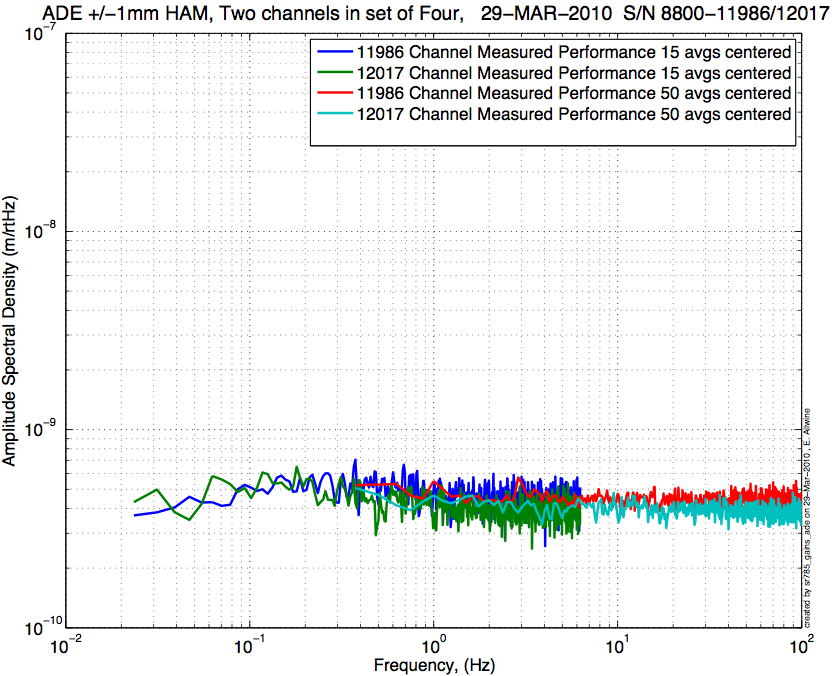 ADE +/−1mm HAM, Two channels in set of Four, 29−MAR−2010 S/N 8800−11986/12017
11986 Channel Measured Performance 15 avgs centered
12017 Channel Measured Performance 15 avgs centered
11986 Channel Measured Performance 50 avgs centered
12017 Channel Measured Performance 50 avgs centered
Amplitude Spectral Density (m/rtHz)
10⁻⁷
10⁻⁸
10⁻⁹
10⁻¹⁰
10⁻²
10⁻¹
10⁰
10¹
10²
Frequency, (Hz)
created by sr785_gains_ade on 29−Mar−2010 , E. Allwine